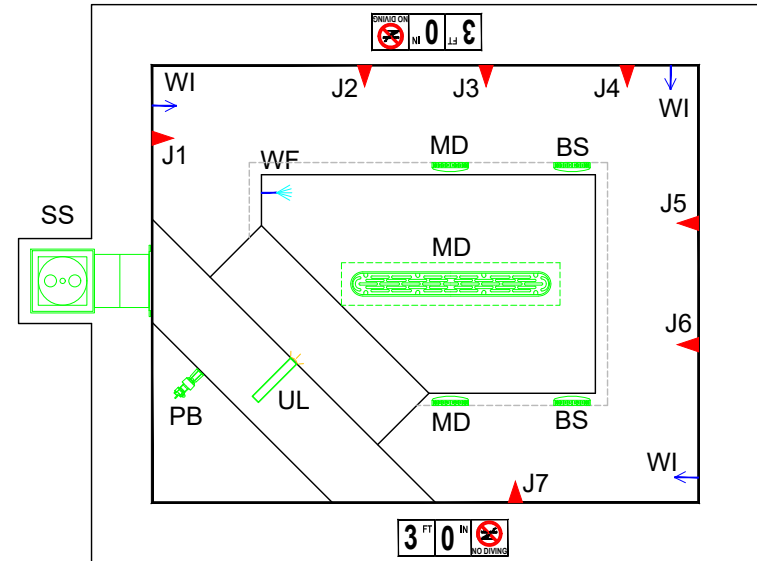 3 FT 0 IN NO DIVING
J2
J3
J4
WI
WI
J1
WF
MD
BS
SS
J5
MD
J6
PB
UL
MD
BS
WI
J7
3 FT 0 IN NO DIVING